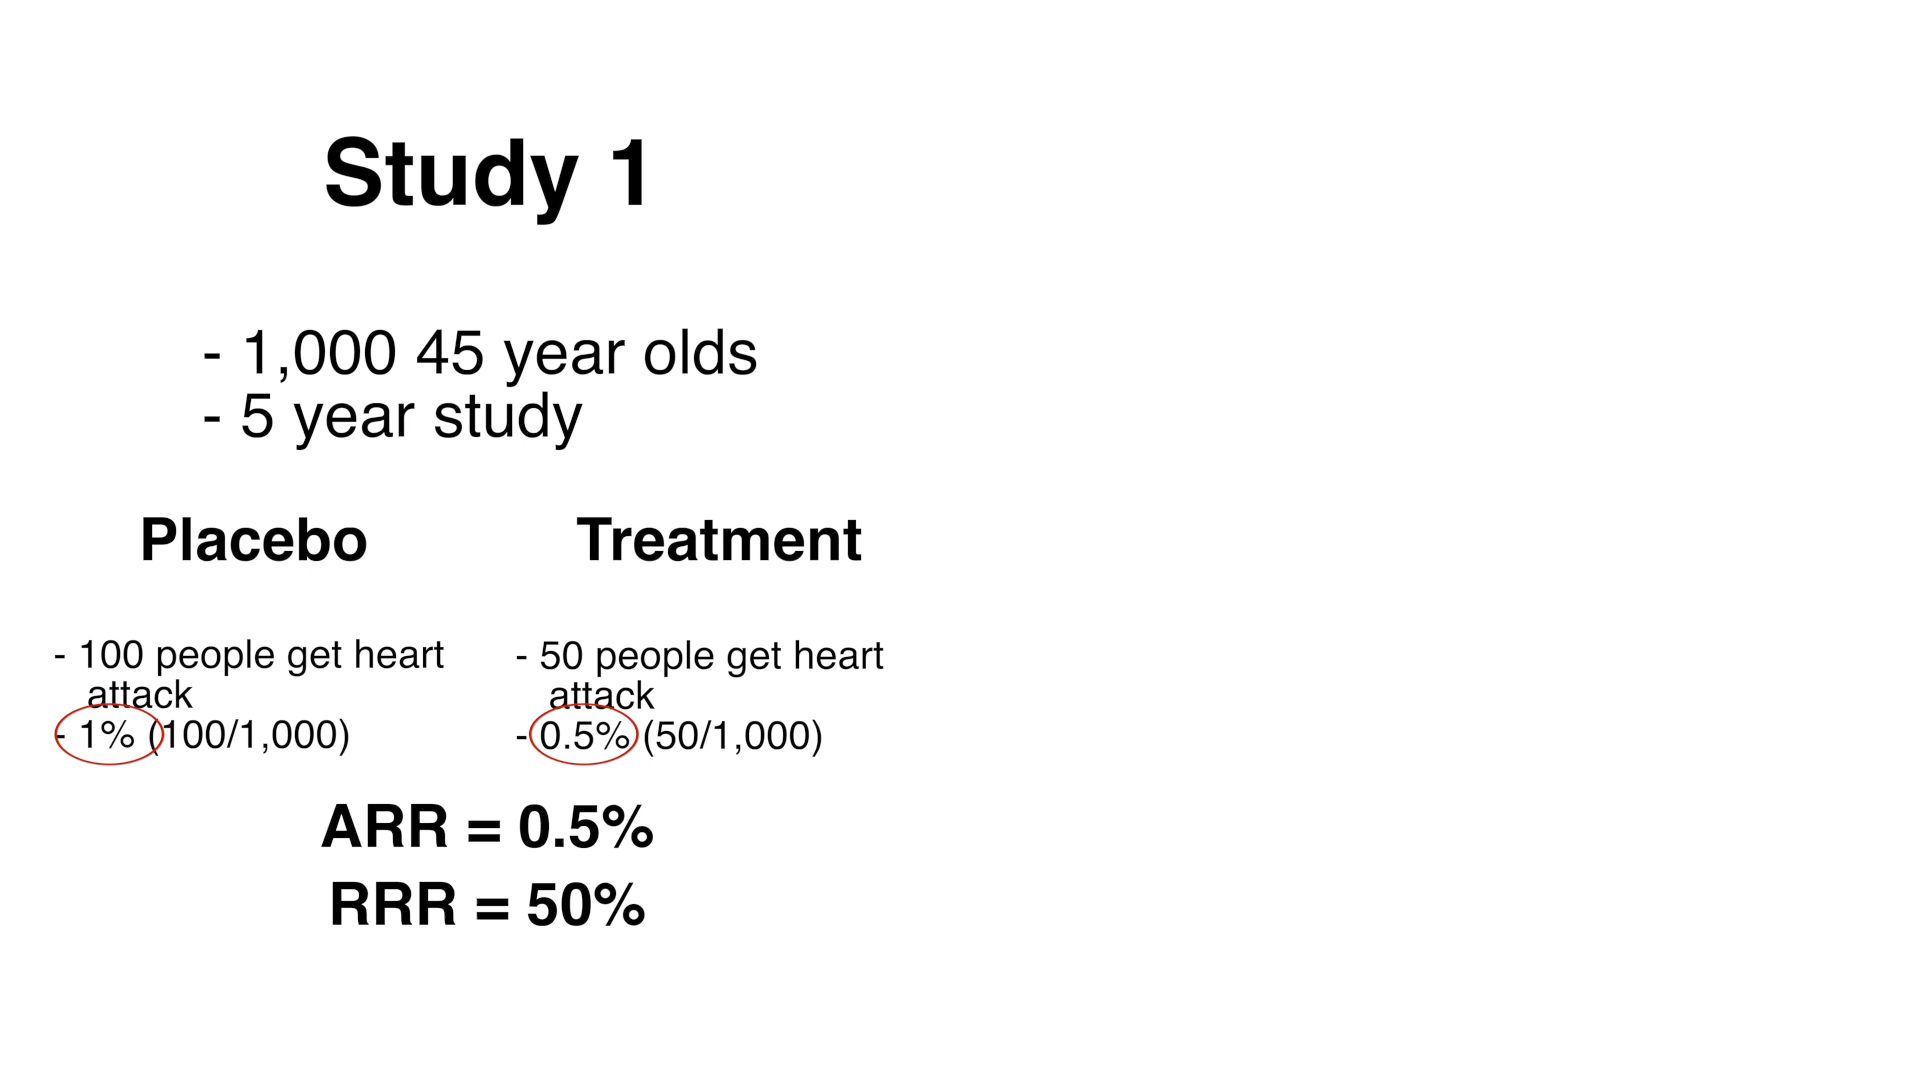 Study 1
- 1,000 45 year olds
- 5 year study
Placebo
- 100 people get heart
attack
- 1% (100/1,000)
Treatment
- 50 people get heart
attack
- 0.5% (50/1,000)
ARR = 0.5%
RRR = 50%